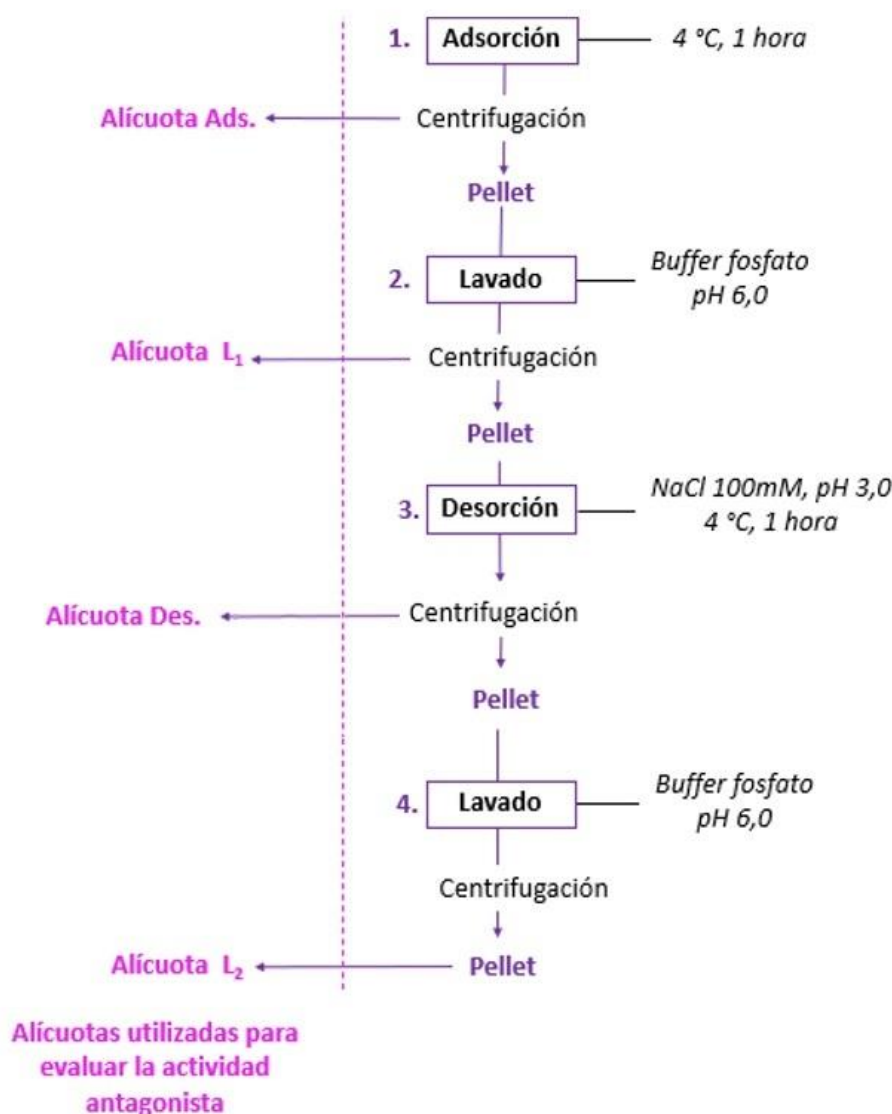 1. Adsorción
4 °C, 1 hora
Alícuota Ads.
Centrifugación
Pellet
2. Lavado
Buffer fosfato
pH 6,0
Alícuota L₁
Centrifugación
Pellet
3. Desorción
NaCl 100mM, pH 3,0
4 °C, 1 hora
Alícuota Des.
Centrifugación
Pellet
4. Lavado
Buffer fosfato
pH 6,0
Centrifugación
Alícuota L₂
Pellet
Alícuotas utilizadas para
evaluar la actividad
antagonista